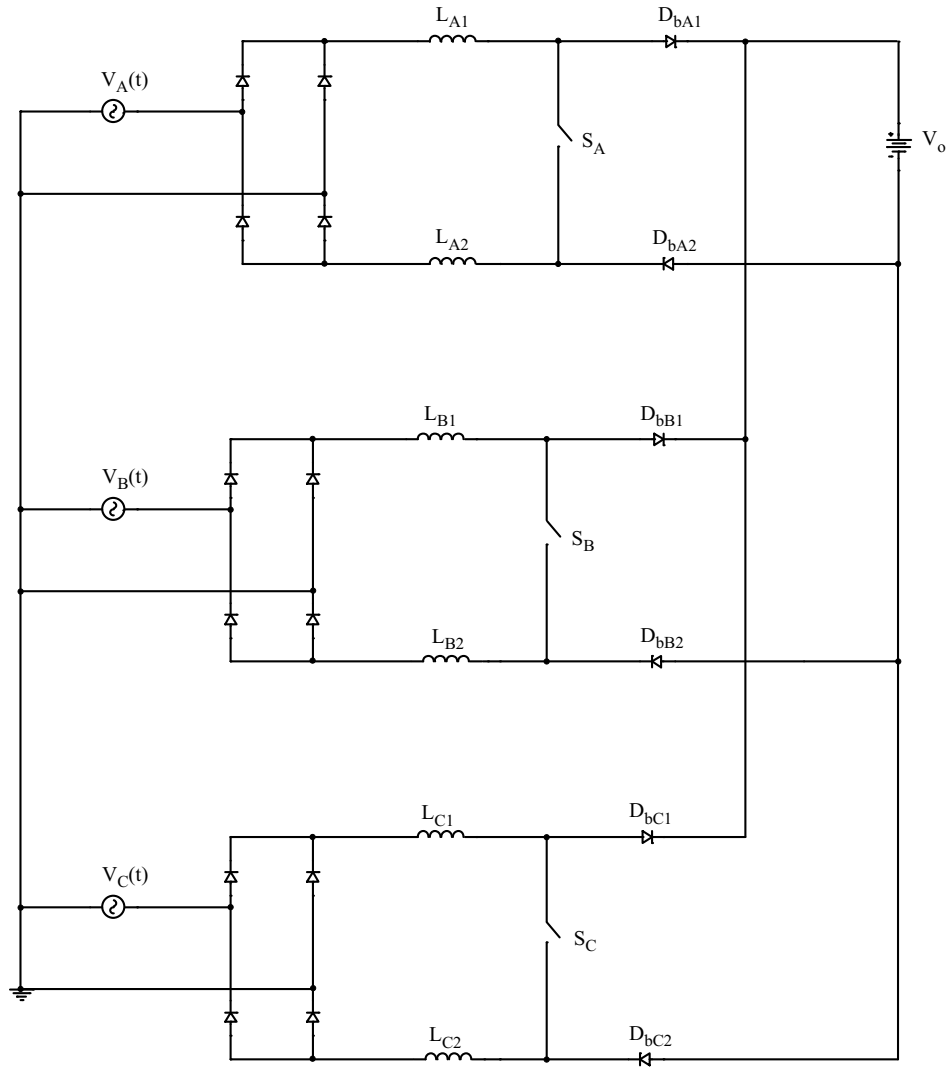 L_A1
D_bA1
V_A(t)
S_A
+
-
V_o
L_A2
D_bA2
L_B1
D_bB1
V_B(t)
S_B
L_B2
D_bB2
L_C1
D_bC1
V_C(t)
S_C
L_C2
D_bC2